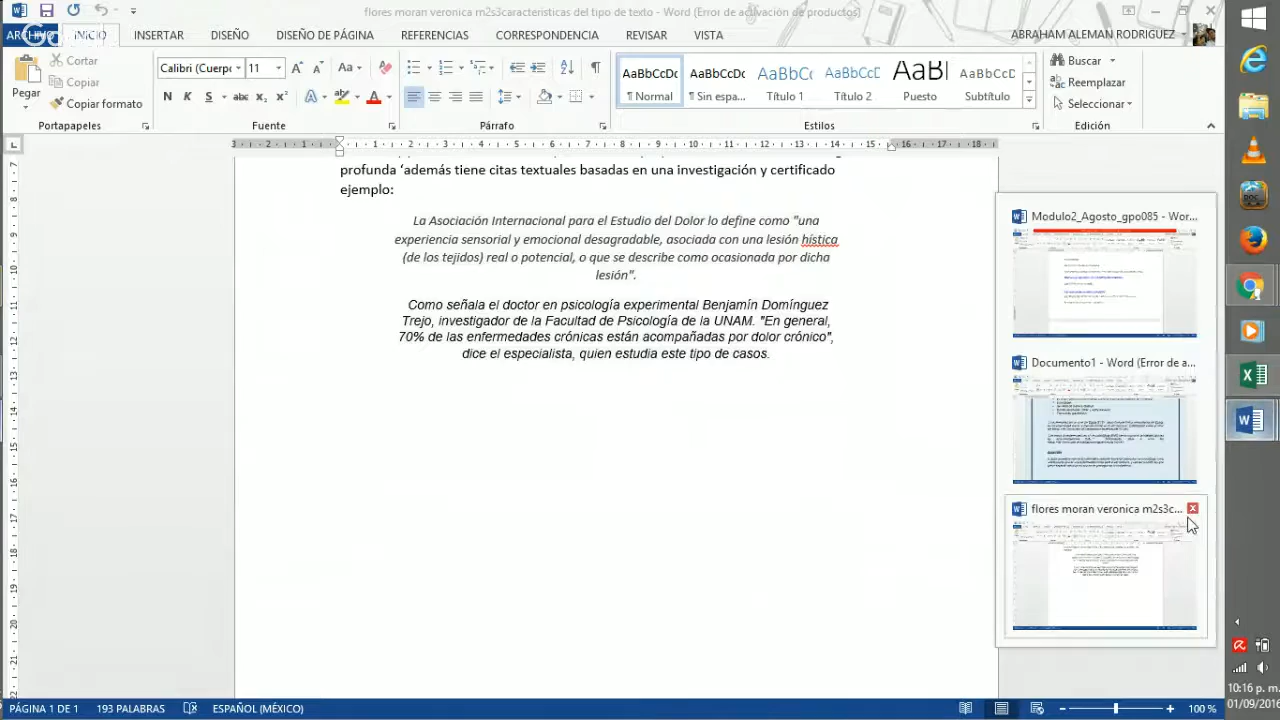 flores moran veronica m2s3caracteristicas del tipo de texto - Word (Error de activación de productos)
ARCHIVO INICIO INSERTAR DISEÑO DISEÑO DE PÁGINA REFERENCIAS CORRESPONDENCIA REVISAR VISTA ABRAHAM ALEMAN RODRIGUEZ
Google
Pegar
Cortar
Copiar
Copiar formato
Portapapeles
Calibri (Cuerpo 11
N K S abc x₂ x²
Fuente
Párrafo
AaBbCcDc AaBbCcDc AaBbCc AaBbCc AaBl AaBbCcD
¶ Normal ¶ Sin espa... Título 1 Título 2 Puesto Subtítulo
Estilos
Buscar
Reemplazar
Seleccionar
Edición
profunda ‘además tiene citas textuales basadas en una investigación y certificado
ejemplo:
La Asociación Internacional para el Estudio del Dolor lo define como "una
experiencia sensorial y emocional desagradable, asociada con una lesión hística
(de los tejidos) real o potencial, o que se describe como ocasionada por dicha
lesión".
Como señala el doctor en psicología experimental Benjamín Domínguez
Trejo, investigador de la Facultad de Psicología de la UNAM. "En general,
70% de las enfermedades crónicas están acompañadas por dolor crónico",
dice el especialista, quien estudia este tipo de casos.
Modulo2_Agosto_gpo085 - Wor...
Documento1 - Word (Error de a...
flores moran veronica m2s3c...
PÁGINA 1 DE 1 193 PALABRAS ESPAÑOL (MÉXICO) 100 %
10:16 p. m.
01/09/2016